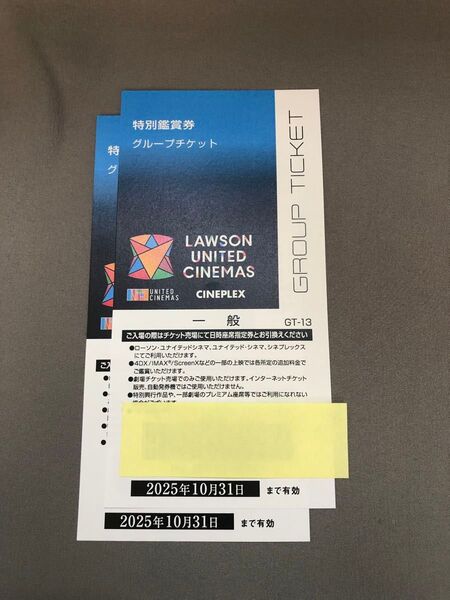 特別鑑賞券
グループチケット
GROUP TICKET
LAWSON
UNITED
CINEMAS
UNITED
CINEMAS
CINEPLEX
一般
GT-13
ご入場の際はチケット売場にて日時座席指定券とお引換えください
●ローソン・ユナイテッドシネマ、ユナイテッド・シネマ、シネプレックス
にてご利用いただけます。
●4DX/IMAX®/ScreenXなどの一部の上映では各所定の追加料金で
ご鑑賞いただけます。
●劇場チケット売場でのみご使用いただけます。インターネットチケット
販売、自動発券機ではご使用いただけません。
●特別興行作品や、一部劇場のプレミアム座席等ではご利用になれない
2025年10月31日
まで有効
特
グ
ご入
2025年10月31日
まで有効